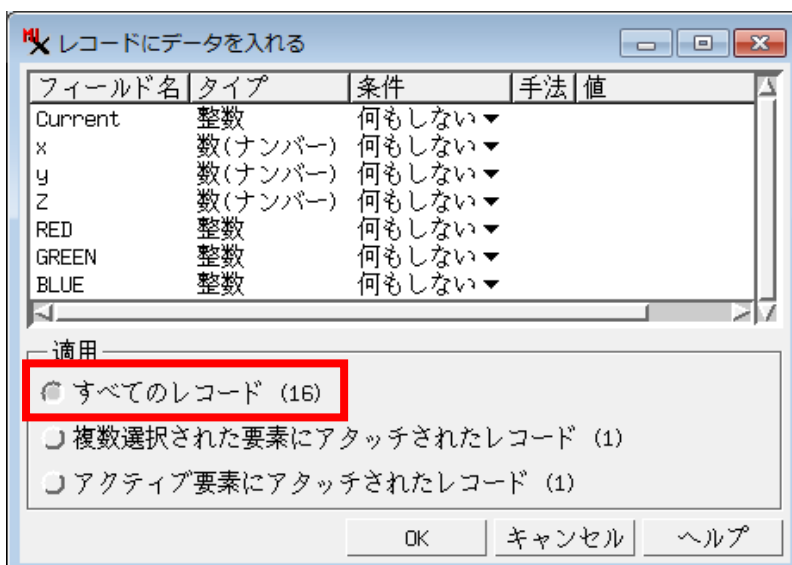 レコードにデータを入れる
フィールド名 タイプ 条件 手法 値
Current 整数 何もしない▼
x 数(ナンバー) 何もしない▼
y 数(ナンバー) 何もしない▼
Z 数(ナンバー) 何もしない▼
RED 整数 何もしない▼
GREEN 整数 何もしない▼
BLUE 整数 何もしない▼
適用
すべてのレコード (16)
複数選択された要素にアタッチされたレコード (1)
アクティブ要素にアタッチされたレコード (1)
OK キャンセル ヘルプ